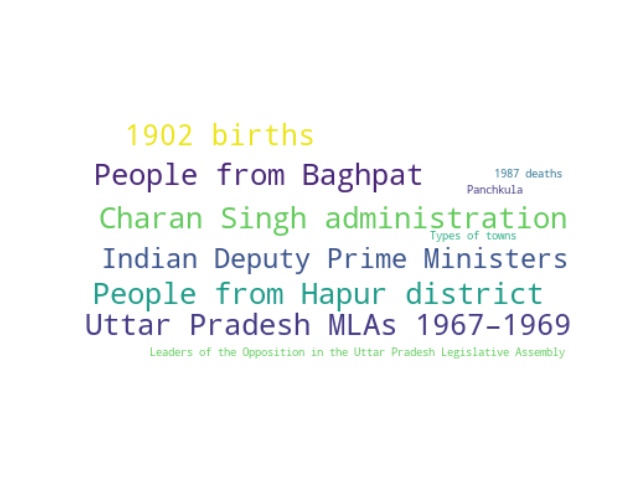 1902 births
People from Baghpat
1987 deaths
Panchkula
Charan Singh administration
Types of towns
Indian Deputy Prime Ministers
People from Hapur district
Uttar Pradesh MLAs 1967–1969
Leaders of the Opposition in the Uttar Pradesh Legislative Assembly